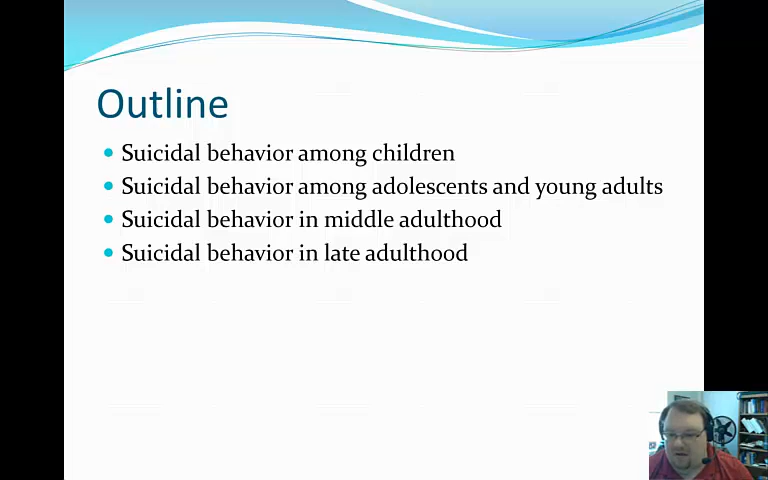 Outline
Suicidal behavior among children
Suicidal behavior among adolescents and young adults
Suicidal behavior in middle adulthood
Suicidal behavior in late adulthood